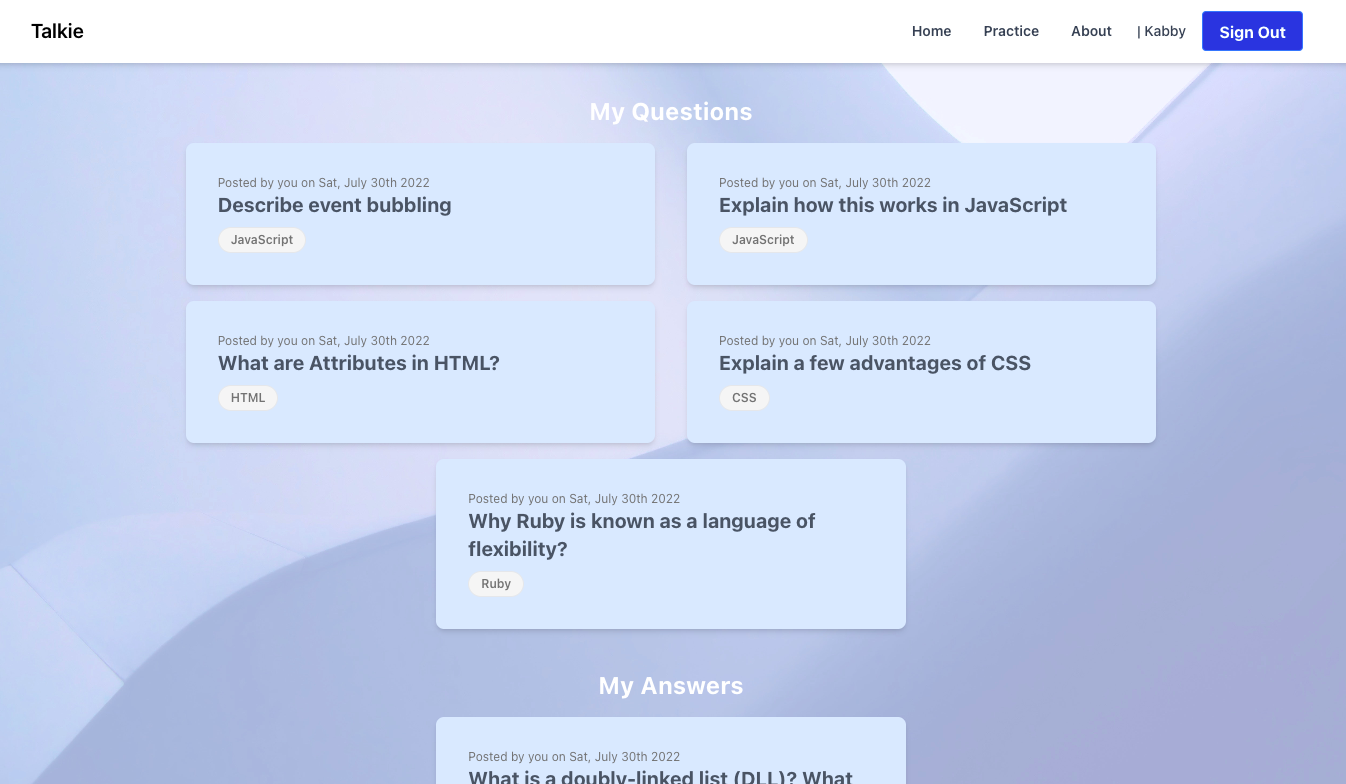 Talkie
Home
Practice
About
| Kabby
Sign Out
My Questions
Posted by you on Sat, July 30th 2022
Describe event bubbling
JavaScript
Posted by you on Sat, July 30th 2022
Explain how this works in JavaScript
JavaScript
Posted by you on Sat, July 30th 2022
What are Attributes in HTML?
HTML
Posted by you on Sat, July 30th 2022
Explain a few advantages of CSS
CSS
Posted by you on Sat, July 30th 2022
Why Ruby is known as a language of
flexibility?
Ruby
My Answers
Posted by you on Sat, July 30th 2022
What is a doubly-linked list (DLL)? What